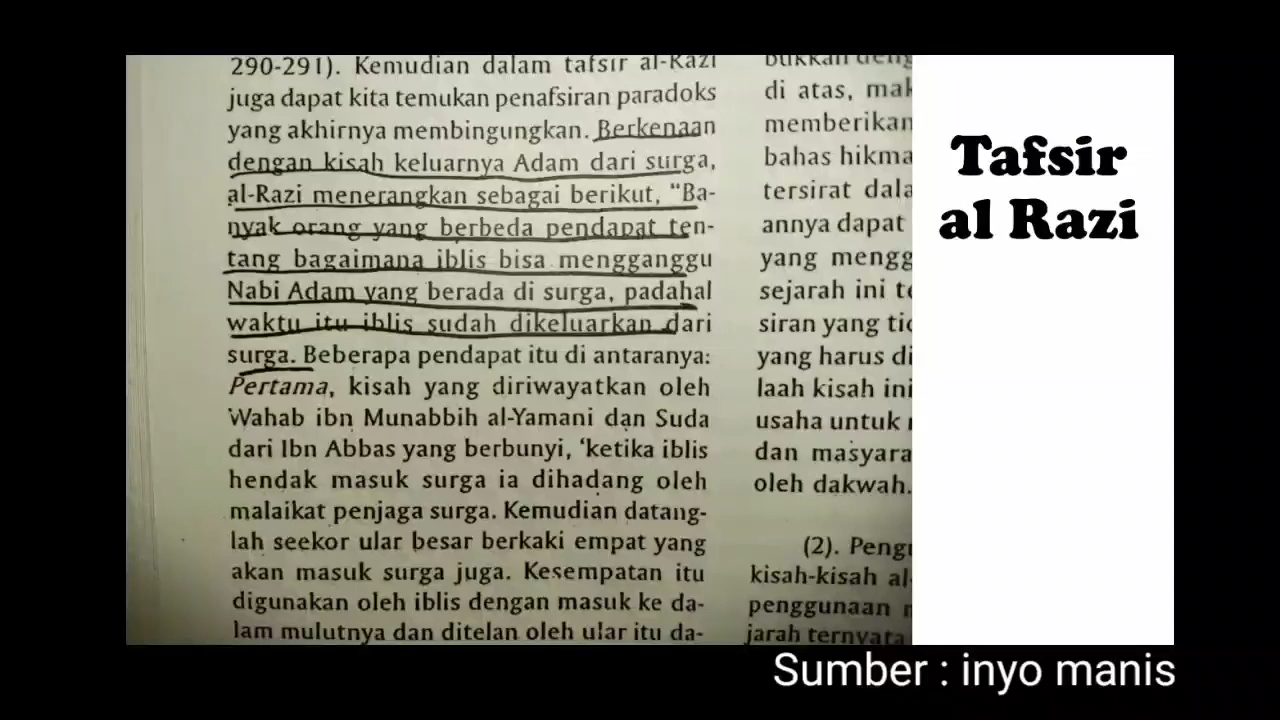 290-291). Kemudian dalam tafsir al-Razi
juga dapat kita temukan penafsiran paradoks
yang akhirnya membingungkan. Berkenaan
dengan kisah keluarnya Adam dari surga,
al-Razi menerangkan sebagai berikut, “Ba-
nyak orang yang berbeda pendapat ten-
tang bagaimana iblis bisa mengganggu
Nabi Adam yang berada di surga, padahal
waktu itu iblis sudah dikeluarkan dari
surga. Beberapa pendapat itu di antaranya:
Pertama, kisah yang diriwayatkan oleh
Wahab ibn Munabbih al-Yamani dan Suda
dari Ibn Abbas yang berbunyi, ‘ketika iblis
hendak masuk surga ia dihadang oleh
malaikat penjaga surga. Kemudian datang-
lah seekor ular besar berkaki empat yang
akan masuk surga juga. Kesempatan itu
digunakan oleh iblis dengan masuk ke da-
lam mulutnya dan ditelan oleh ular itu da-
di atas, mak
memberikan
bahas hikma
tersirat dala
annya dapat
yang mengg
sejarah ini te
siran yang tid
yang harus di
laah kisah ini
usaha untuk
dan masyara
oleh dakwah.
(2). Pengu
kisah-kisah al-
penggunaan
jarah ternyata
Tafsir
al Razi
Sumber : inyo manis